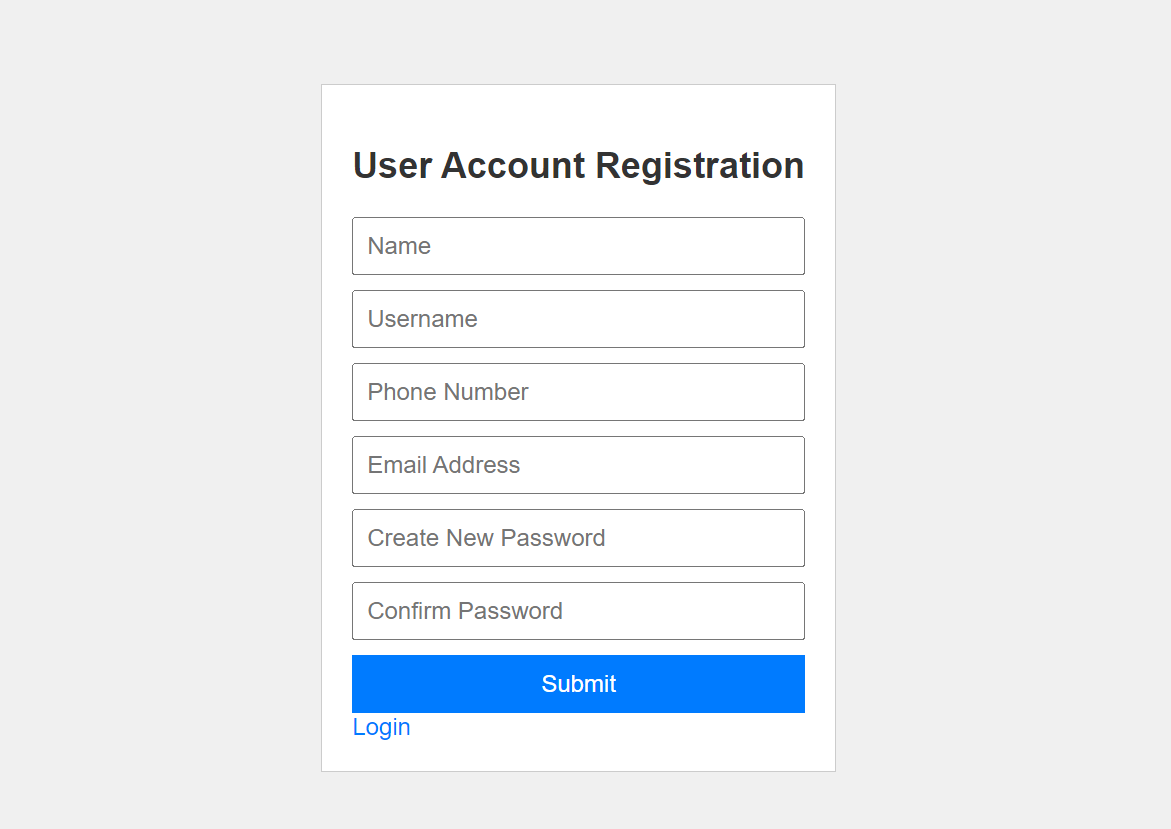 User Account Registration
Name
Username
Phone Number
Email Address
Create New Password
Confirm Password
Submit
Login